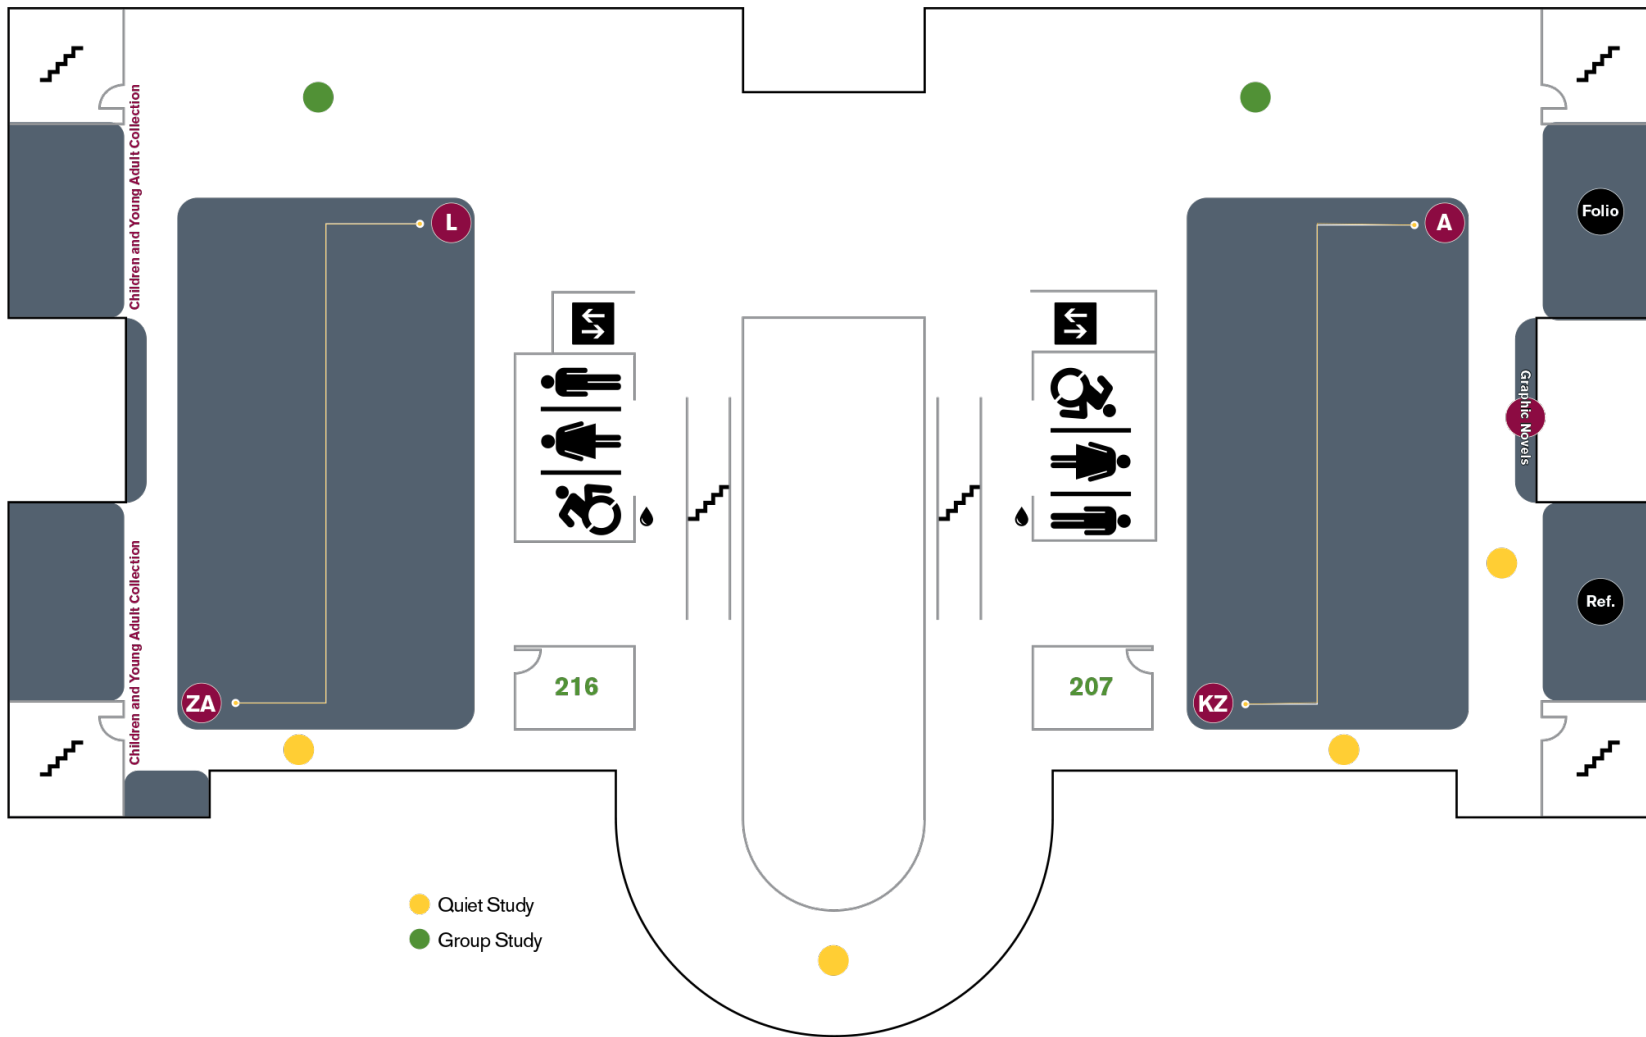 Children and Young Adult Collection
L
A
Folio
Graphic Novels
Children and Young Adult Collection
Ref.
216
207
ZA
KZ
Quiet Study
Group Study